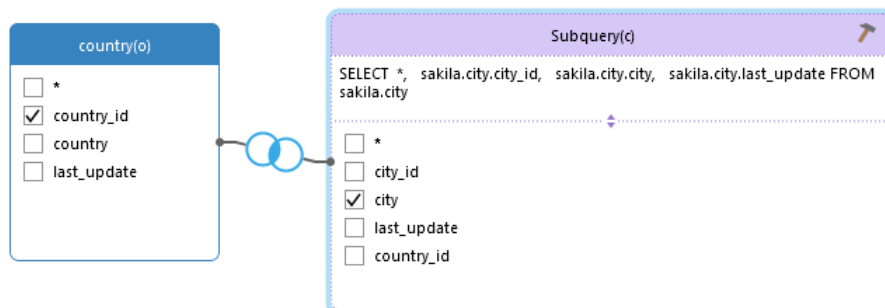 country(o)
*
country_id
country
last_update
Subquery(c)
SELECT *, sakila.city.city_id, sakila.city.city, sakila.city.last_update FROM
sakila.city
*
city_id
city
last_update
country_id